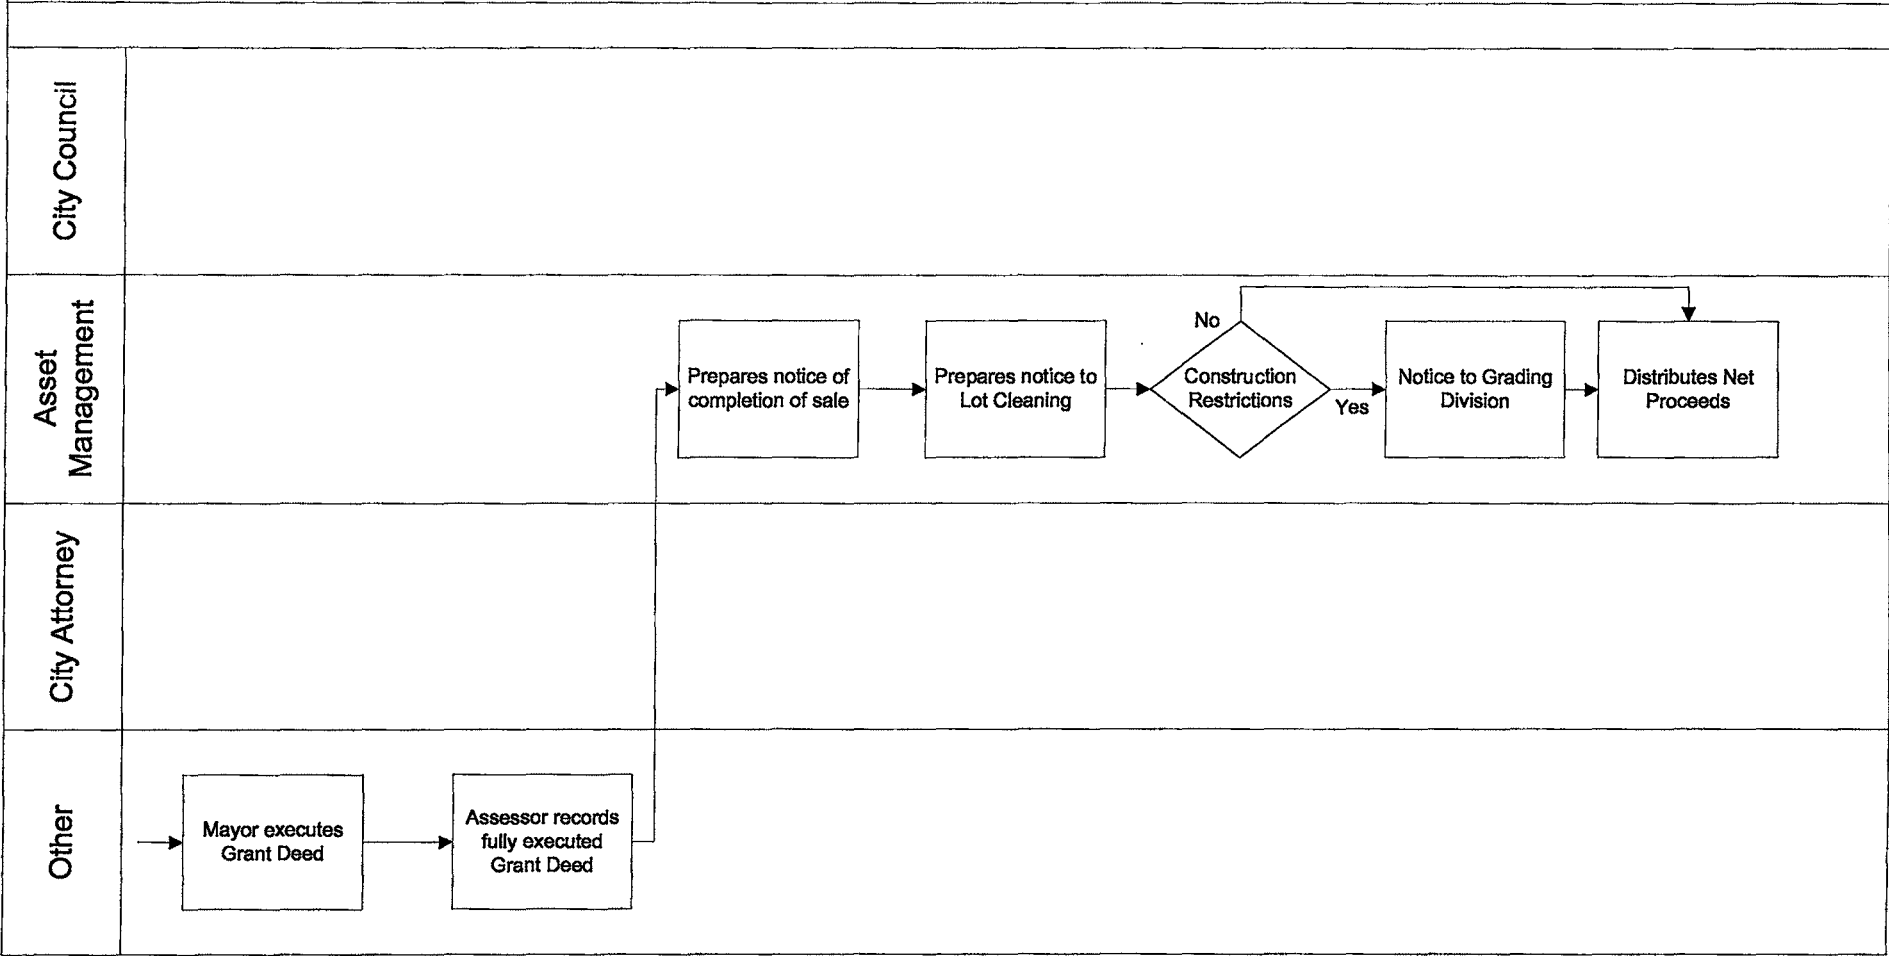 City Council
Asset
Management
No
Prepares notice of
completion of sale
Prepares notice to
Lot Cleaning
Construction
Restrictions
Yes
Notice to Grading
Division
Distributes Net
Proceeds
City Attorney
Other
Mayor executes
Grant Deed
Assessor records
fully executed
Grant Deed